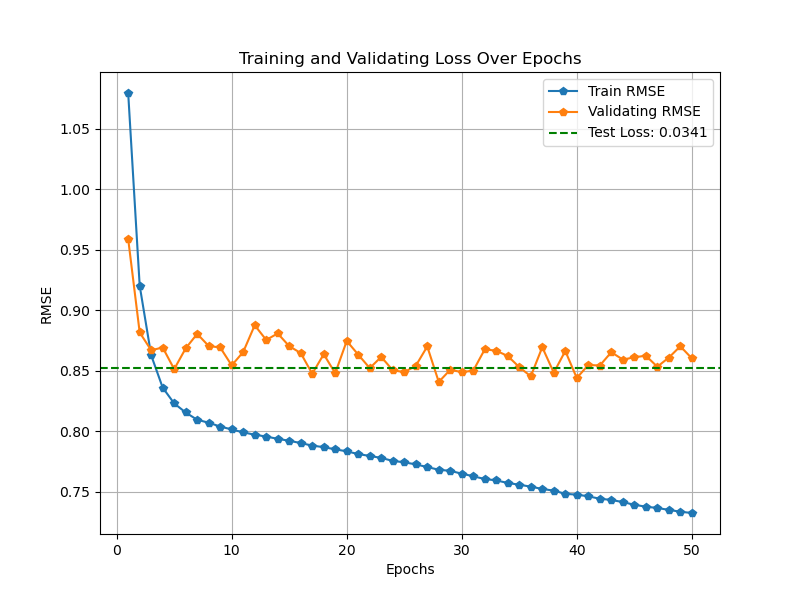 Training and Validating Loss Over Epochs
Train RMSE
Validating RMSE
Test Loss: 0.0341
1.05
1.00
0.95
0.90
0.85
0.80
0.75
RMSE
0 10 20 30 40 50
Epochs